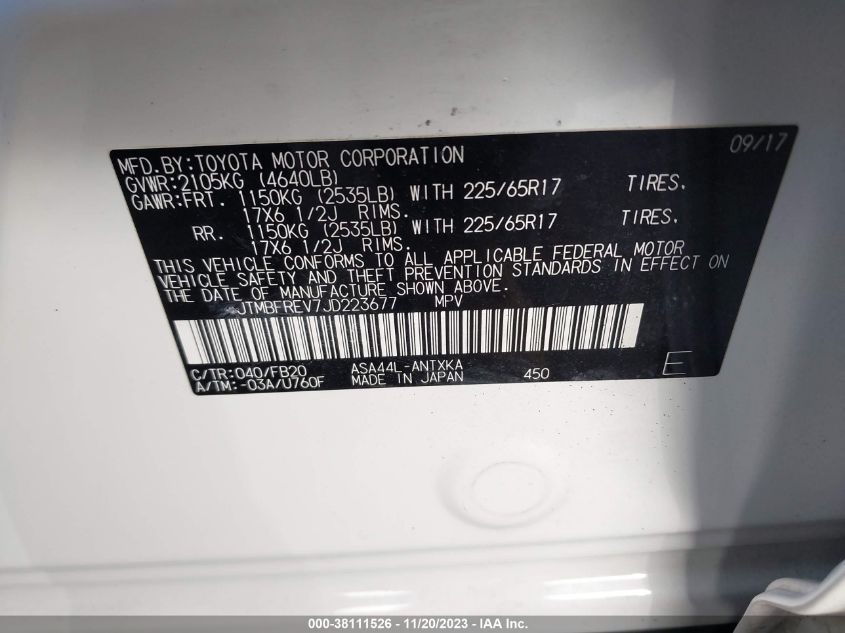 MFD.BY:TOYOTA MOTOR CORPORATION 09/17
GVWR:2105KG (4640LB)
GAWR:FRT. 1150KG (2535LB) WITH 225/65R17 TIRES.
17X6 1/2J RIMS.
RR. 1150KG (2535LB) WITH 225/65R17 TIRES.
17X6 1/2J RIMS.
THIS VEHICLE CONFORMS TO ALL APPLICABLE FEDERAL MOTOR
VEHICLE SAFETY AND THEFT PREVENTION STANDARDS IN EFFECT ON
THE DATE OF MANUFACTURE SHOWN ABOVE.
JTMBFREV7JD223677 MPV
C/TR:040/FB20 ASA44L-ANTXKA
A/TM:-03A/U760F MADE IN JAPAN 450 E
000-38111526 - 11/20/2023 - IAA Inc.